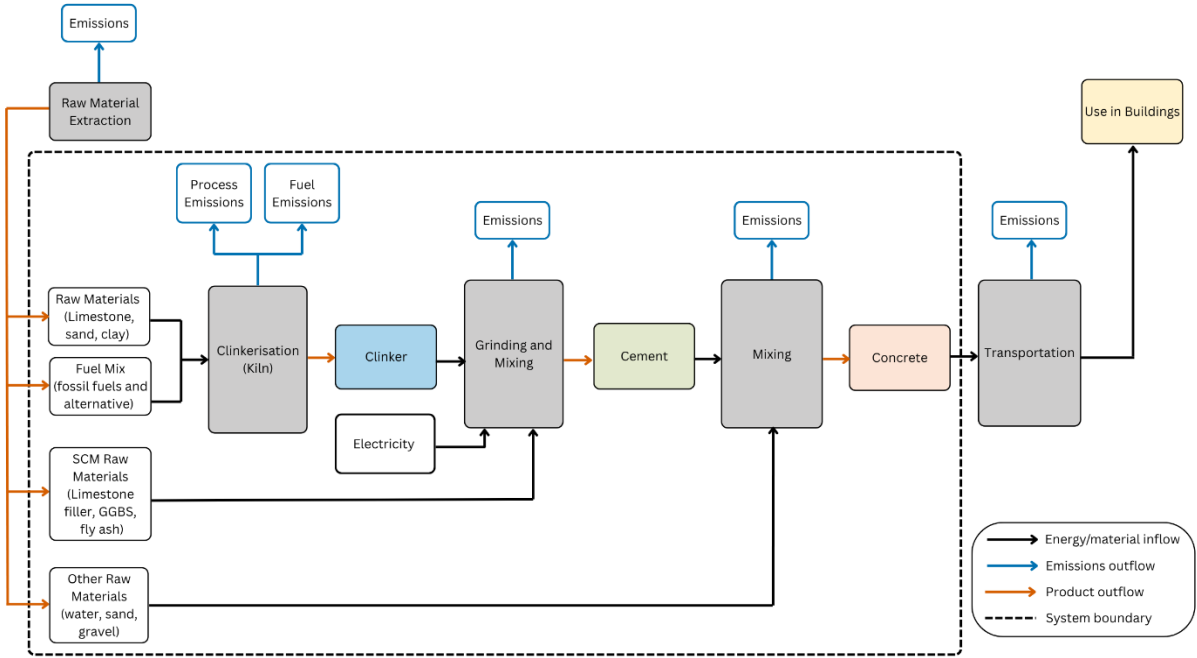 Emissions
Raw Material
Extraction
Use in Buildings
Process
Emissions
Fuel
Emissions
Emissions
Emissions
Emissions
Raw Materials
(Limestone,
sand, clay)
Fuel Mix
(fossil fuels and
alternative)
Clinkerisation
(Kiln)
Clinker
Grinding and
Mixing
Cement
Mixing
Concrete
Transportation
Electricity
SCM Raw
Materials
(Limestone
filler, GGBS,
fly ash)
Other Raw
Materials
(water, sand,
gravel)
Energy/material inflow
Emissions outflow
Product outflow
System boundary